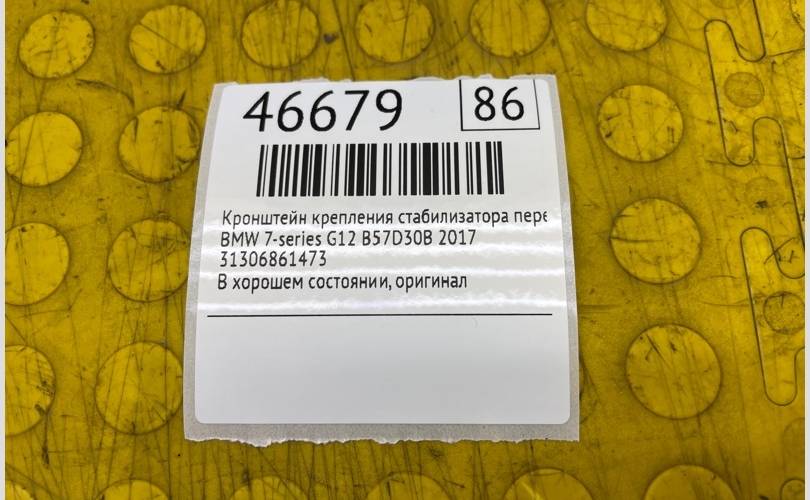 46679 86
Кронштейн крепления стабилизатора пере
BMW 7-series G12 B57D30B 2017
31306861473
В хорошем состоянии, оригинал